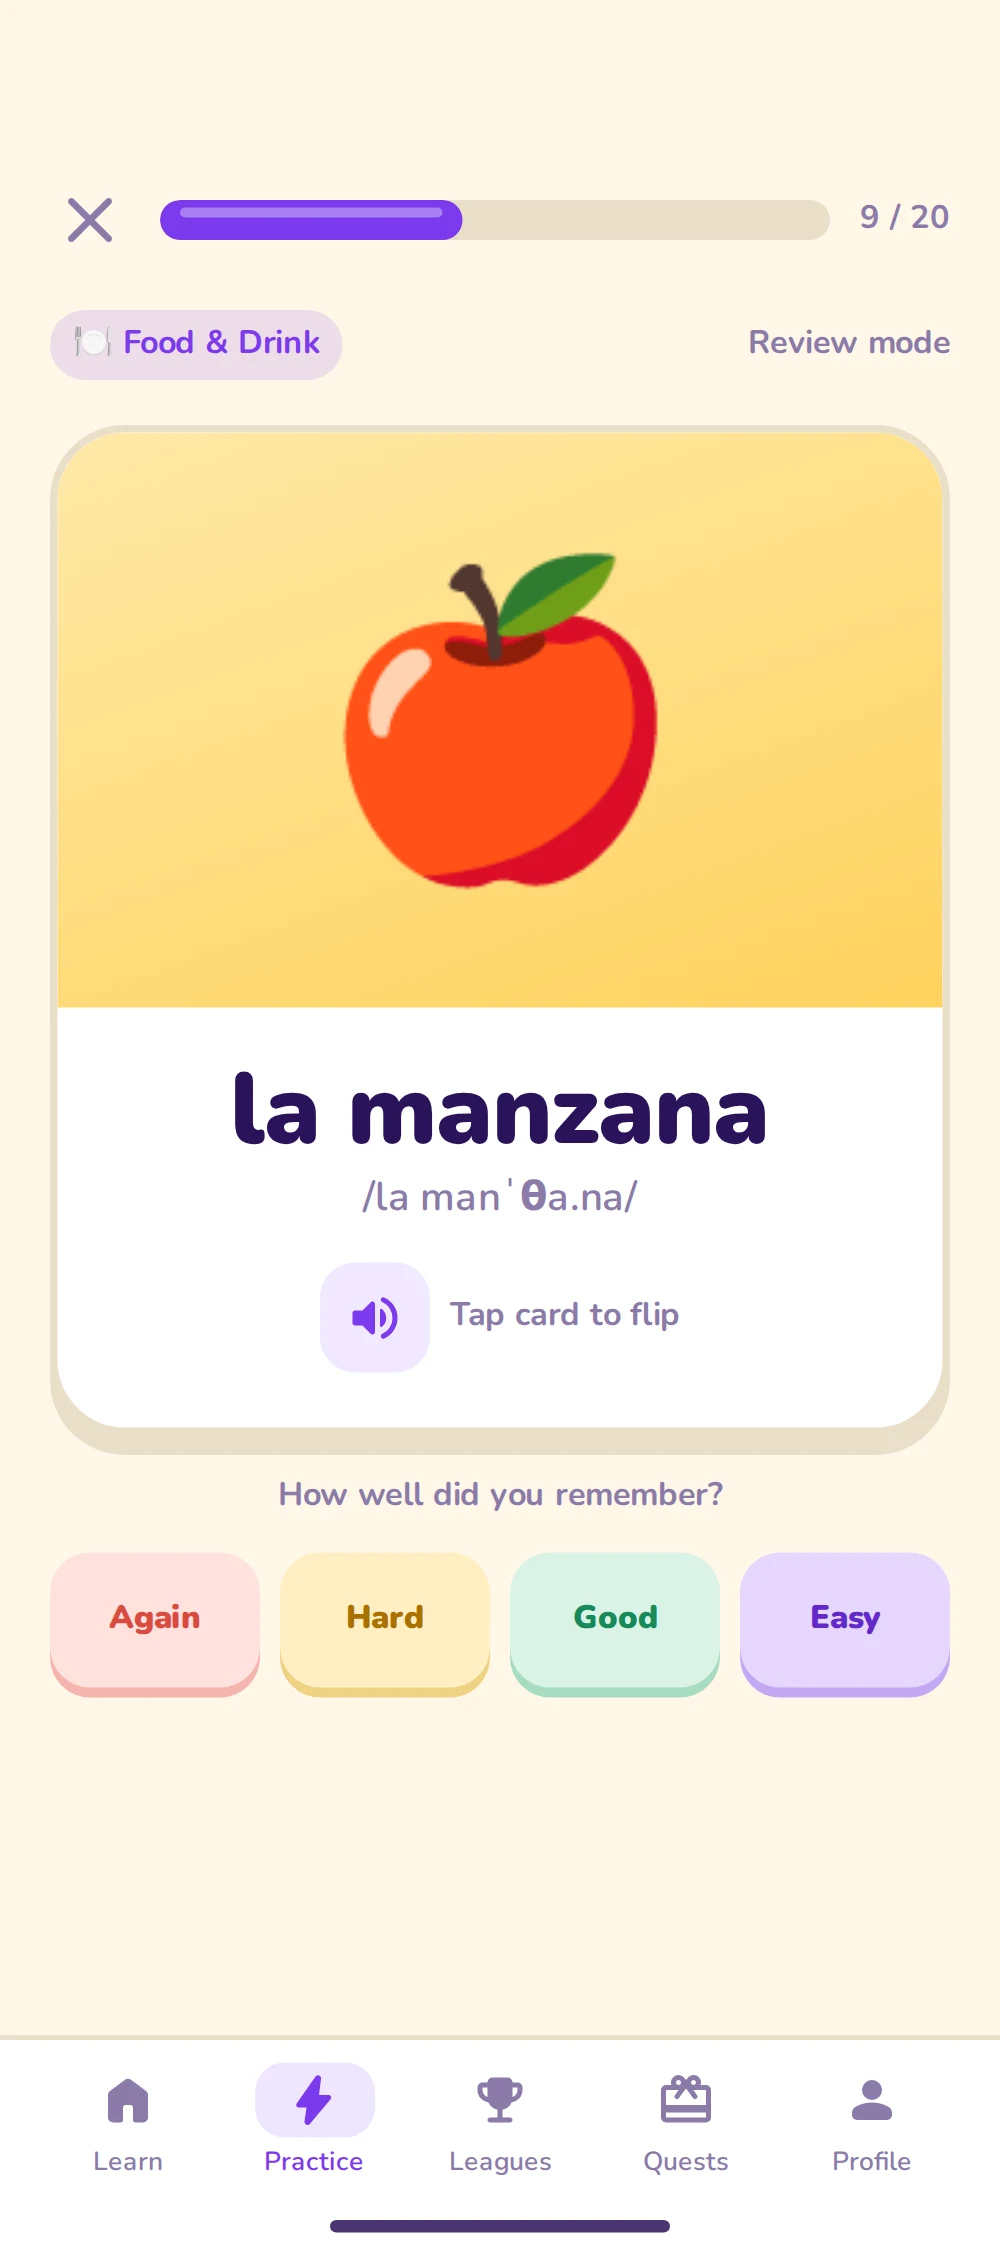 9 / 20
🍽️ Food & Drink
Review mode
la manzana
/la manˈθa.na/
Tap card to flip
How well did you remember?
Again
Hard
Good
Easy
Learn
Practice
Leagues
Quests
Profile